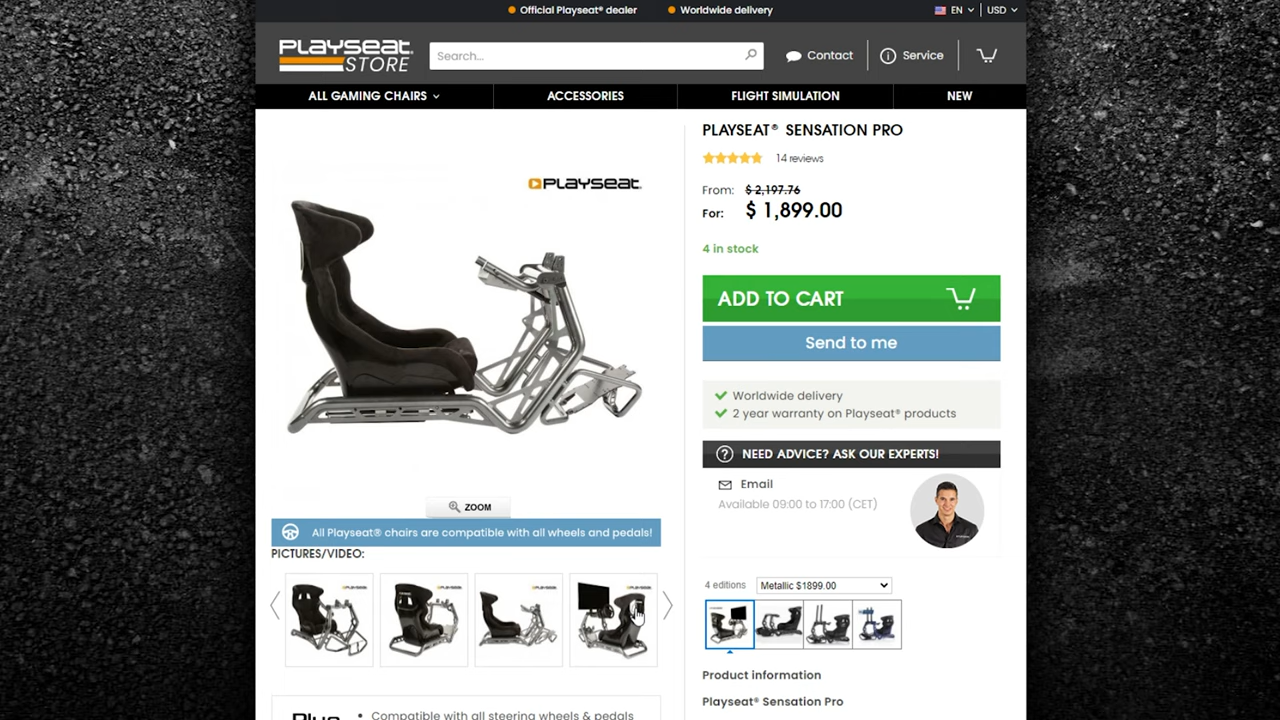 Official Playseat® dealer
Worldwide delivery
EN
USD
PLAYSEAT® STORE
Search...
Contact
Service
ALL GAMING CHAIRS
ACCESSORIES
FLIGHT SIMULATION
NEW
PLAYSEAT® SENSATION PRO
14 reviews
From: $ 2,197.76
For: $ 1,899.00
4 in stock
ADD TO CART
Send to me
Worldwide delivery
2 year warranty on Playseat® products
NEED ADVICE? ASK OUR EXPERTS!
Email
Available 09:00 to 17:00 (CET)
4 editions
Metallic $1899.00
Product information
Playseat® Sensation Pro
PLAYSEAT®
ZOOM
All Playseat® chairs are compatible with all wheels and pedals!
PICTURES/VIDEO:
Plus
• Compatible with all steering wheels & pedals